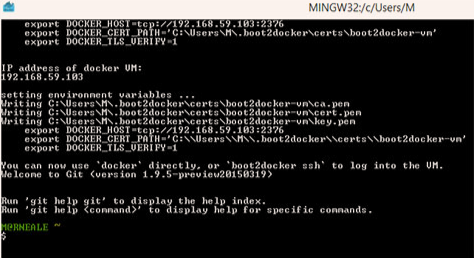 MINGW32:/c/Users/M
export DOCKER_HOST=tcp://192.168.59.103:2376
export DOCKER_CERT_PATH='C:\Users\M\.boot2docker\certs\boot2docker-vm'
export DOCKER_TLS_VERIFY=1
IP address of docker VM:
192.168.59.103
setting environment variables ...
Writing C:\Users\M\.boot2docker\certs\boot2docker-vm\ca.pem
Writing C:\Users\M\.boot2docker\certs\boot2docker-vm\cert.pem
Writing C:\Users\M\.boot2docker\certs\boot2docker-vm\key.pem
export DOCKER_HOST=tcp://192.168.59.103:2376
export DOCKER_CERT_PATH='C:\\Users\\M\\.boot2docker\\certs\\boot2docker-vm'
export DOCKER_TLS_VERIFY=1
You can now use `docker` directly, or `boot2docker ssh` to log into the VM.
Welcome to Git (version 1.9.5-preview20150319)
Run 'git help git' to display the help index.
Run 'git help <command>' to display help for specific commands.
M@RNEALE ~
$